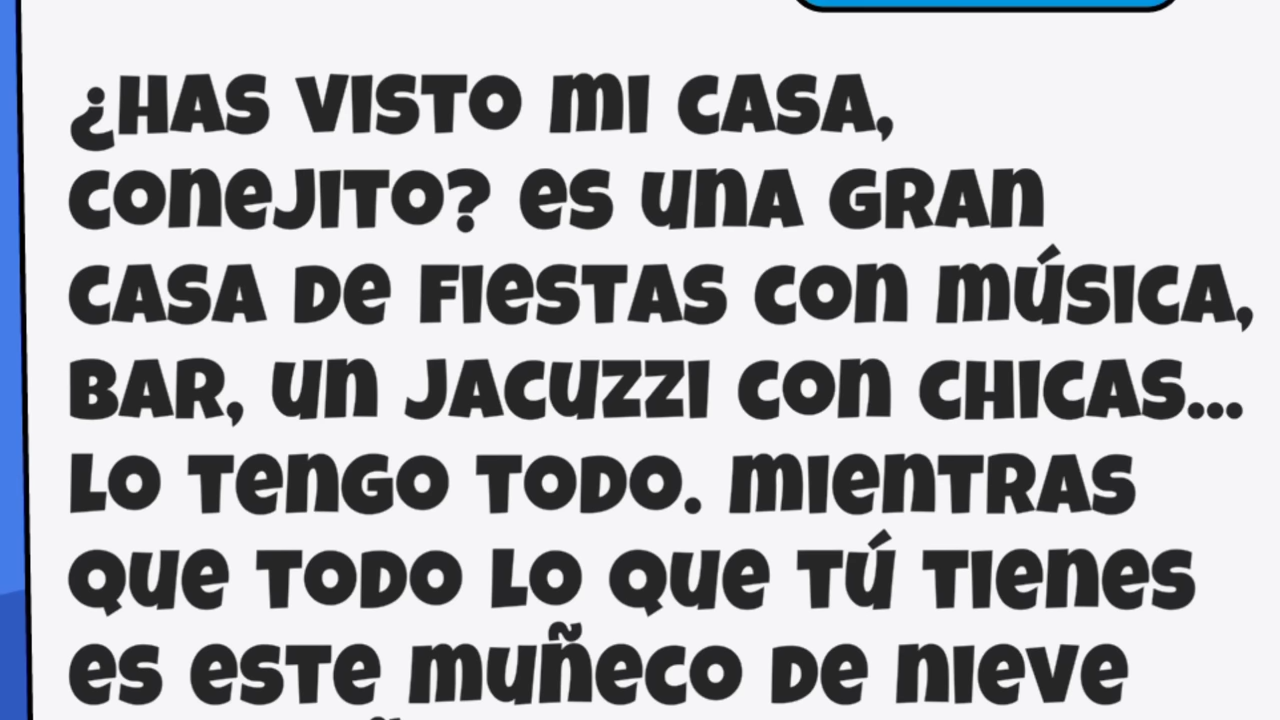 ¿HAS VISTO MI CASA,
CONEJITO? ES UNA GRAN
CASA DE FIESTAS CON MÚSICA,
BAR, UN JACUZZI CON CHICAS...
LO TENGO TODO. MIENTRAS
QUE TODO LO QUE TÚ TIENES
ES ESTE MUÑECO DE NIEVE